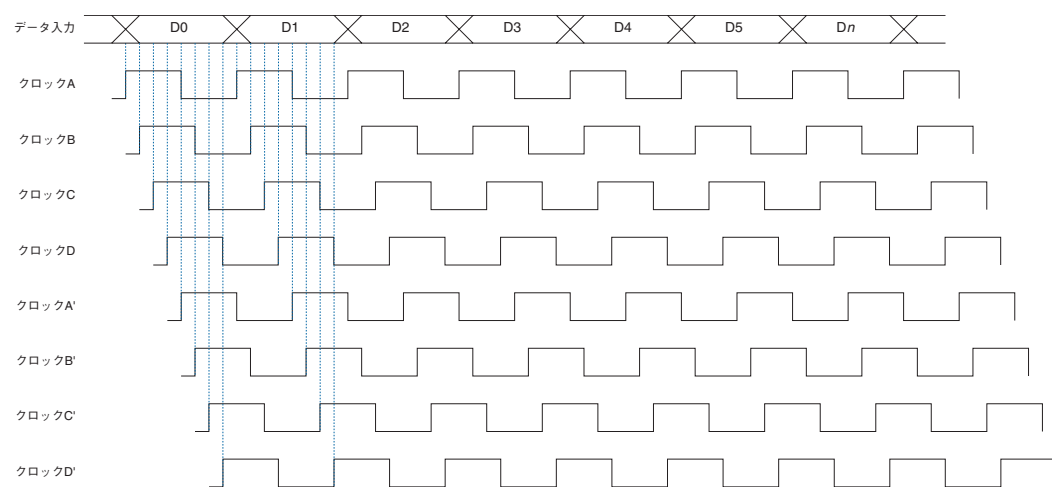 データ入力 D0 D1 D2 D3 D4 D5 Dn
クロックA
クロックB
クロックC
クロックD
クロックA'
クロックB'
クロックC'
クロックD'